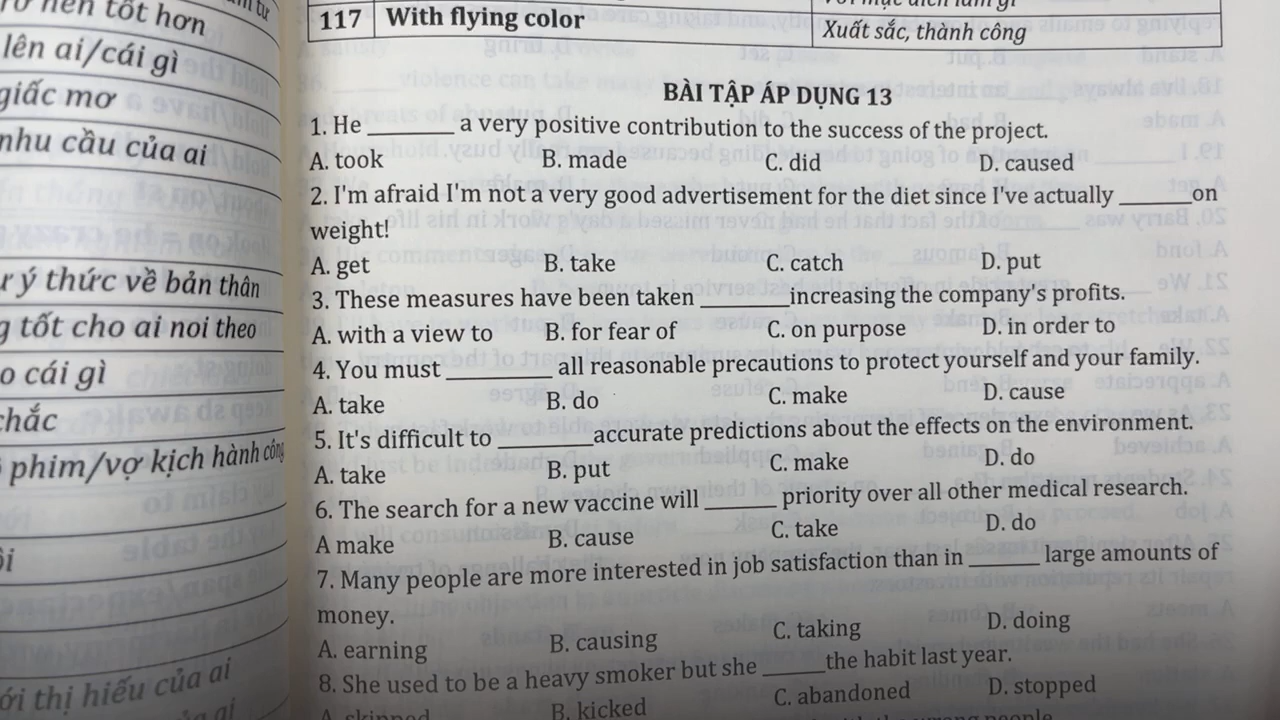 lên ai/cái gì
giấc mơ
nhu cầu của ai
ý thức về bản thân
tốt cho ai noi theo
cái gì
phim/vở kịch hành công
ới thị hiếu của ai
117 With flying color
Xuất sắc, thành công
BÀI TẬP ÁP DỤNG 13
1. He ________ a very positive contribution to the success of the project.
A. took B. made C. did D. caused
2. I'm afraid I'm not a very good advertisement for the diet since I've actually _______on
weight!
A. get B. take C. catch D. put
3. These measures have been taken ________increasing the company's profits.
A. with a view to B. for fear of C. on purpose D. in order to
4. You must __________ all reasonable precautions to protect yourself and your family.
A. take B. do C. make D. cause
5. It's difficult to _________accurate predictions about the effects on the environment.
A. take B. put C. make D. do
6. The search for a new vaccine will _______priority over all other medical research.
A make B. cause C. take D. do
7. Many people are more interested in job satisfaction than in _______ large amounts of
money.
A. earning B. causing C. taking D. doing
8. She used to be a heavy smoker but she ______the habit last year.
A. skipped B. kicked C. abandoned D. stopped